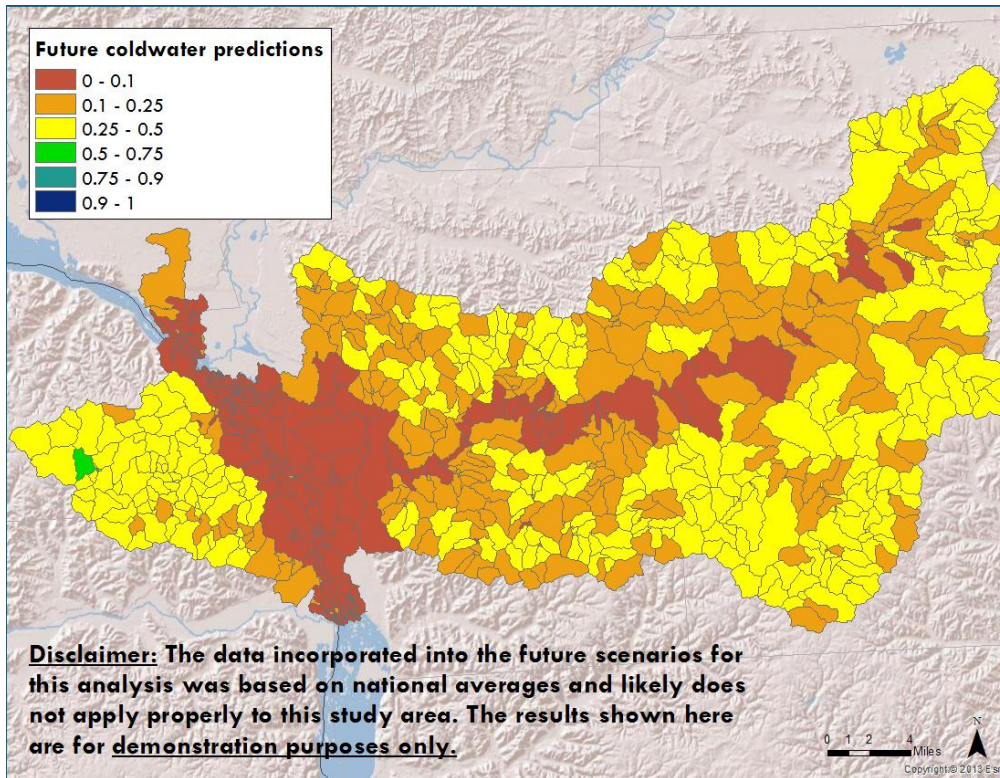 Future coldwater predictions
0 - 0.1
0.1 - 0.25
0.25 - 0.5
0.5 - 0.75
0.75 - 0.9
0.9 - 1
Disclaimer: The data incorporated into the future scenarios for
this analysis was based on national averages and likely does
not apply properly to this study area. The results shown here
are for demonstration purposes only.
N
0 1 2 4
Miles
Copyright:© 2013 Esri